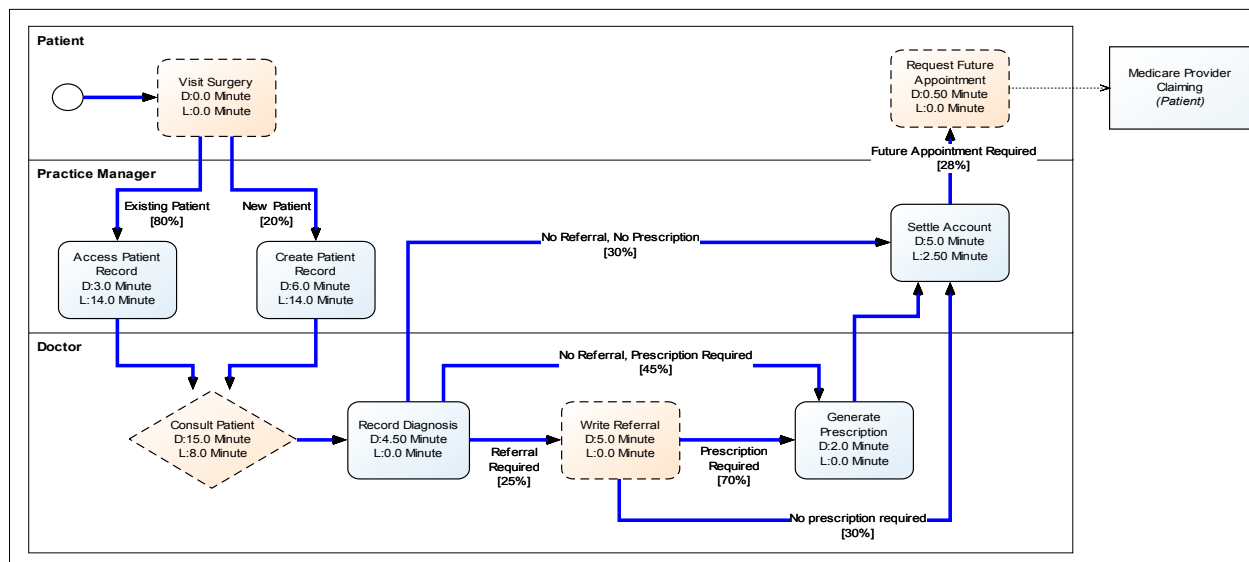 Patient
Visit Surgery
D:0.0 Minute
L:0.0 Minute
Request Future
Appointment
D:0.50 Minute
L:0.0 Minute
Medicare Provider
Claiming
(Patient)
Future Appointment Required
[28%]
Practice Manager
Existing Patient
[80%]
New Patient
[20%]
No Referral, No Prescription
[30%]
Settle Account
D:5.0 Minute
L:2.50 Minute
Access Patient
Record
D:3.0 Minute
L:14.0 Minute
Create Patient
Record
D:6.0 Minute
L:14.0 Minute
Doctor
No Referral, Prescription Required
[45%]
Consult Patient
D:15.0 Minute
L:8.0 Minute
Record Diagnosis
D:4.50 Minute
L:0.0 Minute
Referral
Required
[25%]
Write Referral
D:5.0 Minute
L:0.0 Minute
Prescription
Required
[70%]
Generate
Prescription
D:2.0 Minute
L:0.0 Minute
No prescription required
[30%]